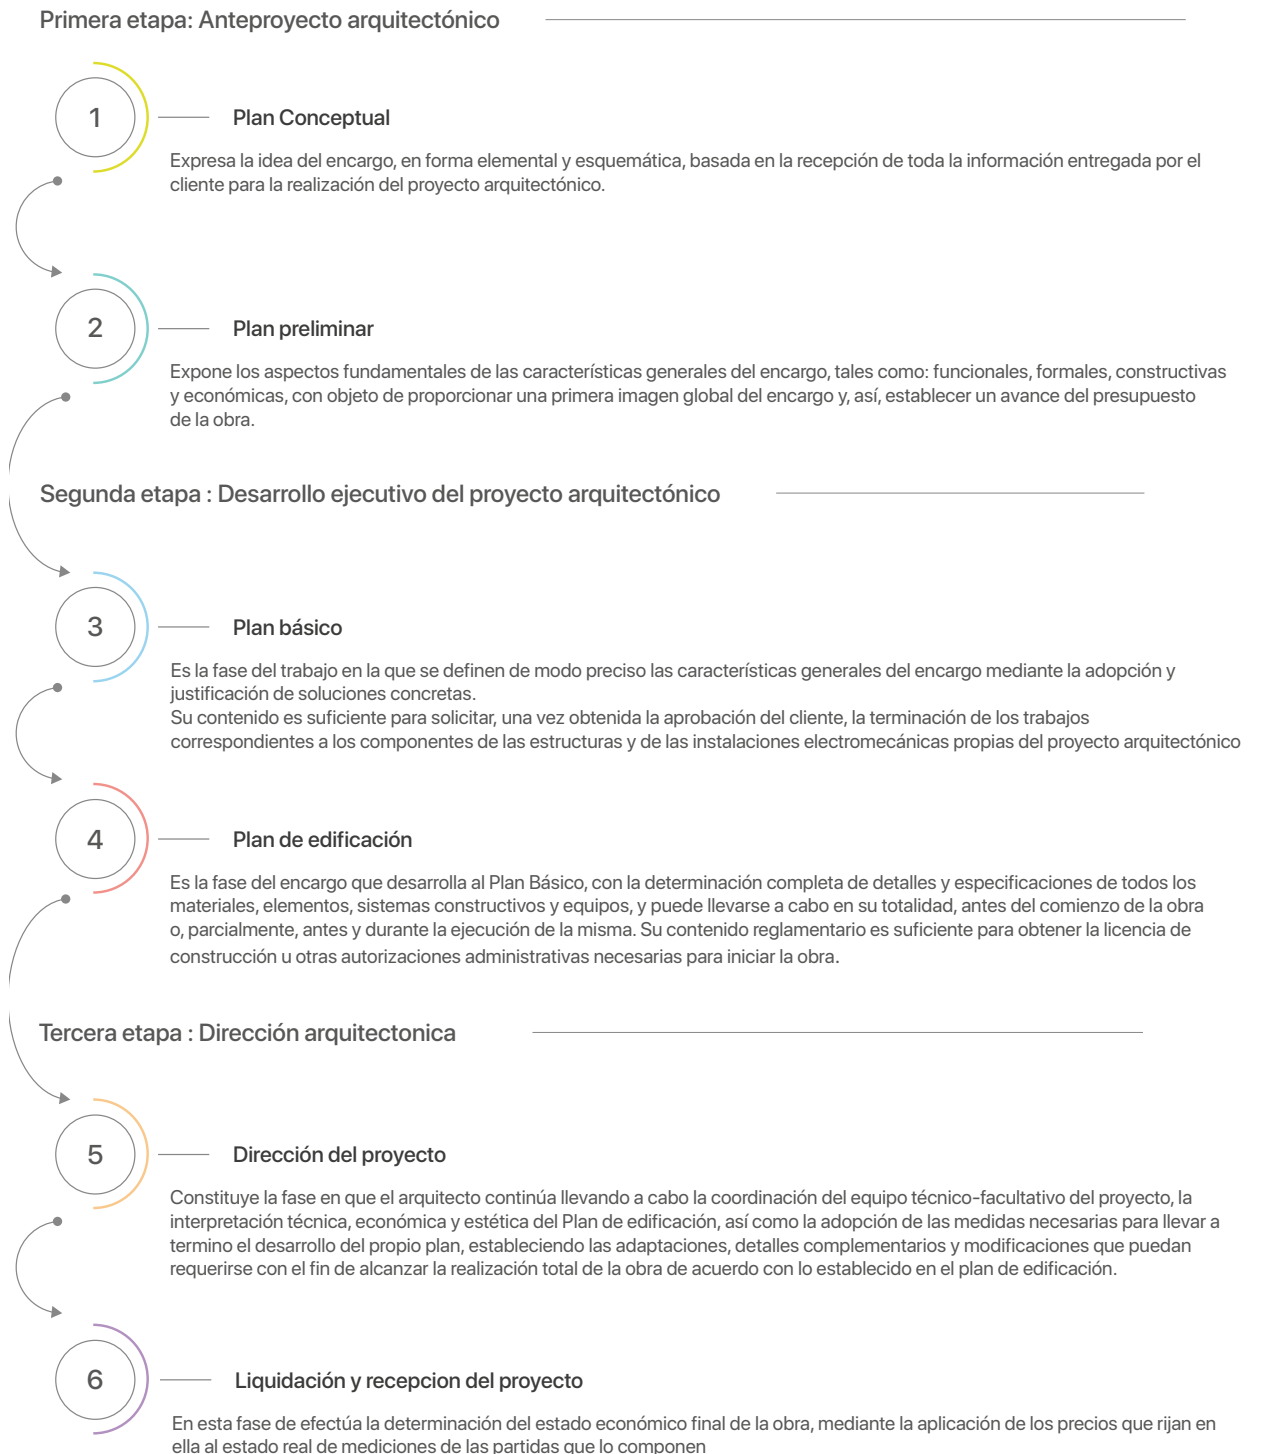 Primera etapa: Anteproyecto arquitectónico
1
Plan Conceptual
Expresa la idea del encargo, en forma elemental y esquemática, basada en la recepción de toda la información entregada por el
cliente para la realización del proyecto arquitectónico.
2
Plan preliminar
Expone los aspectos fundamentales de las características generales del encargo, tales como: funcionales, formales, constructivas
y económicas, con objeto de proporcionar una primera imagen global del encargo y, así, establecer un avance del presupuesto
de la obra.
Segunda etapa : Desarrollo ejecutivo del proyecto arquitectónico
3
Plan básico
Es la fase del trabajo en la que se definen de modo preciso las características generales del encargo mediante la adopción y
justificación de soluciones concretas.
Su contenido es suficiente para solicitar, una vez obtenida la aprobación del cliente, la terminación de los trabajos
correspondientes a los componentes de las estructuras y de las instalaciones electromecánicas propias del proyecto arquitectónico
4
Plan de edificación
Es la fase del encargo que desarrolla al Plan Básico, con la determinación completa de detalles y especificaciones de todos los
materiales, elementos, sistemas constructivos y equipos, y puede llevarse a cabo en su totalidad, antes del comienzo de la obra
o, parcialmente, antes y durante la ejecución de la misma. Su contenido reglamentario es suficiente para obtener la licencia de
construcción u otras autorizaciones administrativas necesarias para iniciar la obra.
Tercera etapa : Dirección arquitectonica
5
Dirección del proyecto
Constituye la fase en que el arquitecto continúa llevando a cabo la coordinación del equipo técnico-facultativo del proyecto, la
interpretación técnica, económica y estética del Plan de edificación, así como la adopción de las medidas necesarias para llevar a
termino el desarrollo del propio plan, estableciendo las adaptaciones, detalles complementarios y modificaciones que puedan
requerirse con el fin de alcanzar la realización total de la obra de acuerdo con lo establecido en el plan de edificación.
6
Liquidación y recepcion del proyecto
En esta fase de efectúa la determinación del estado económico final de la obra, mediante la aplicación de los precios que rijan en
ella al estado real de mediciones de las partidas que lo componen